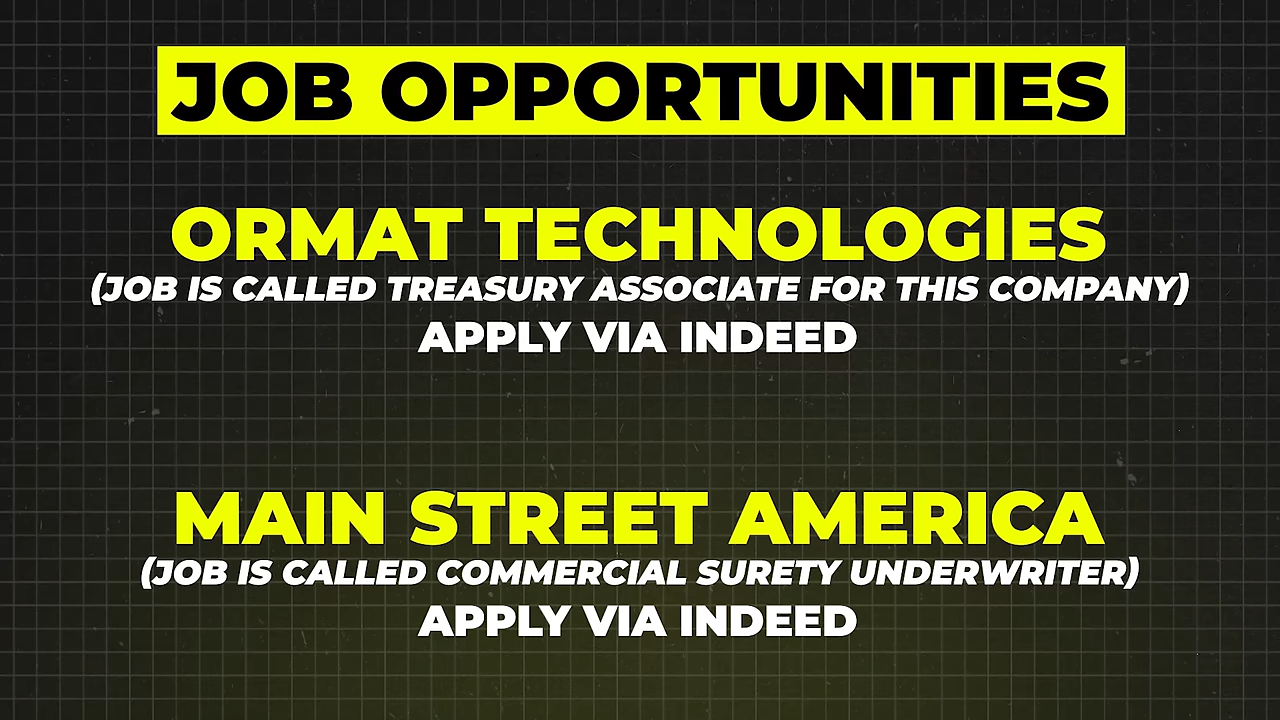 JOB OPPORTUNITIES
ORMAT TECHNOLOGIES
(JOB IS CALLED TREASURY ASSOCIATE FOR THIS COMPANY)
APPLY VIA INDEED
MAIN STREET AMERICA
(JOB IS CALLED COMMERCIAL SURETY UNDERWRITER)
APPLY VIA INDEED